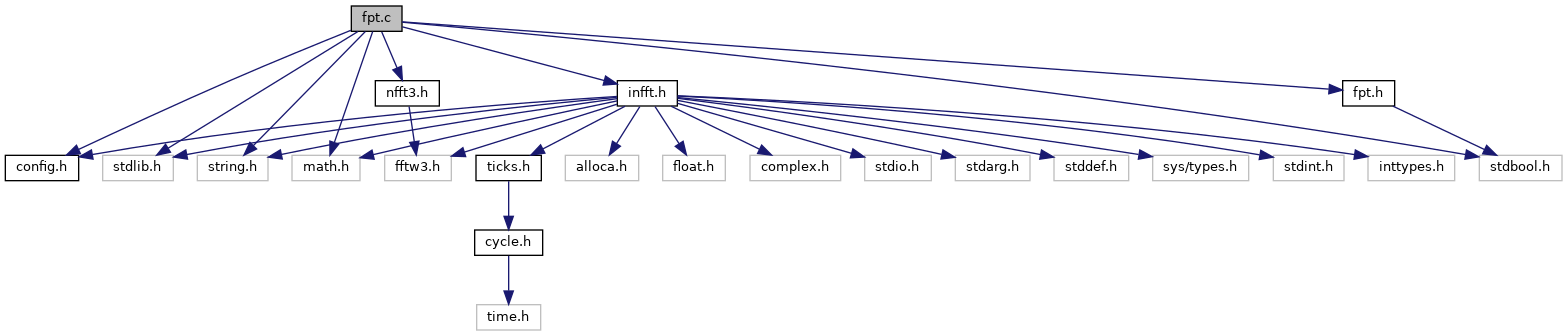 fpt.c
nfft3.h
infft.h
fpt.h
config.h
stdlib.h
string.h
math.h
fftw3.h
ticks.h
alloca.h
float.h
complex.h
stdio.h
stdarg.h
stddef.h
sys/types.h
stdint.h
inttypes.h
stdbool.h
cycle.h
time.h